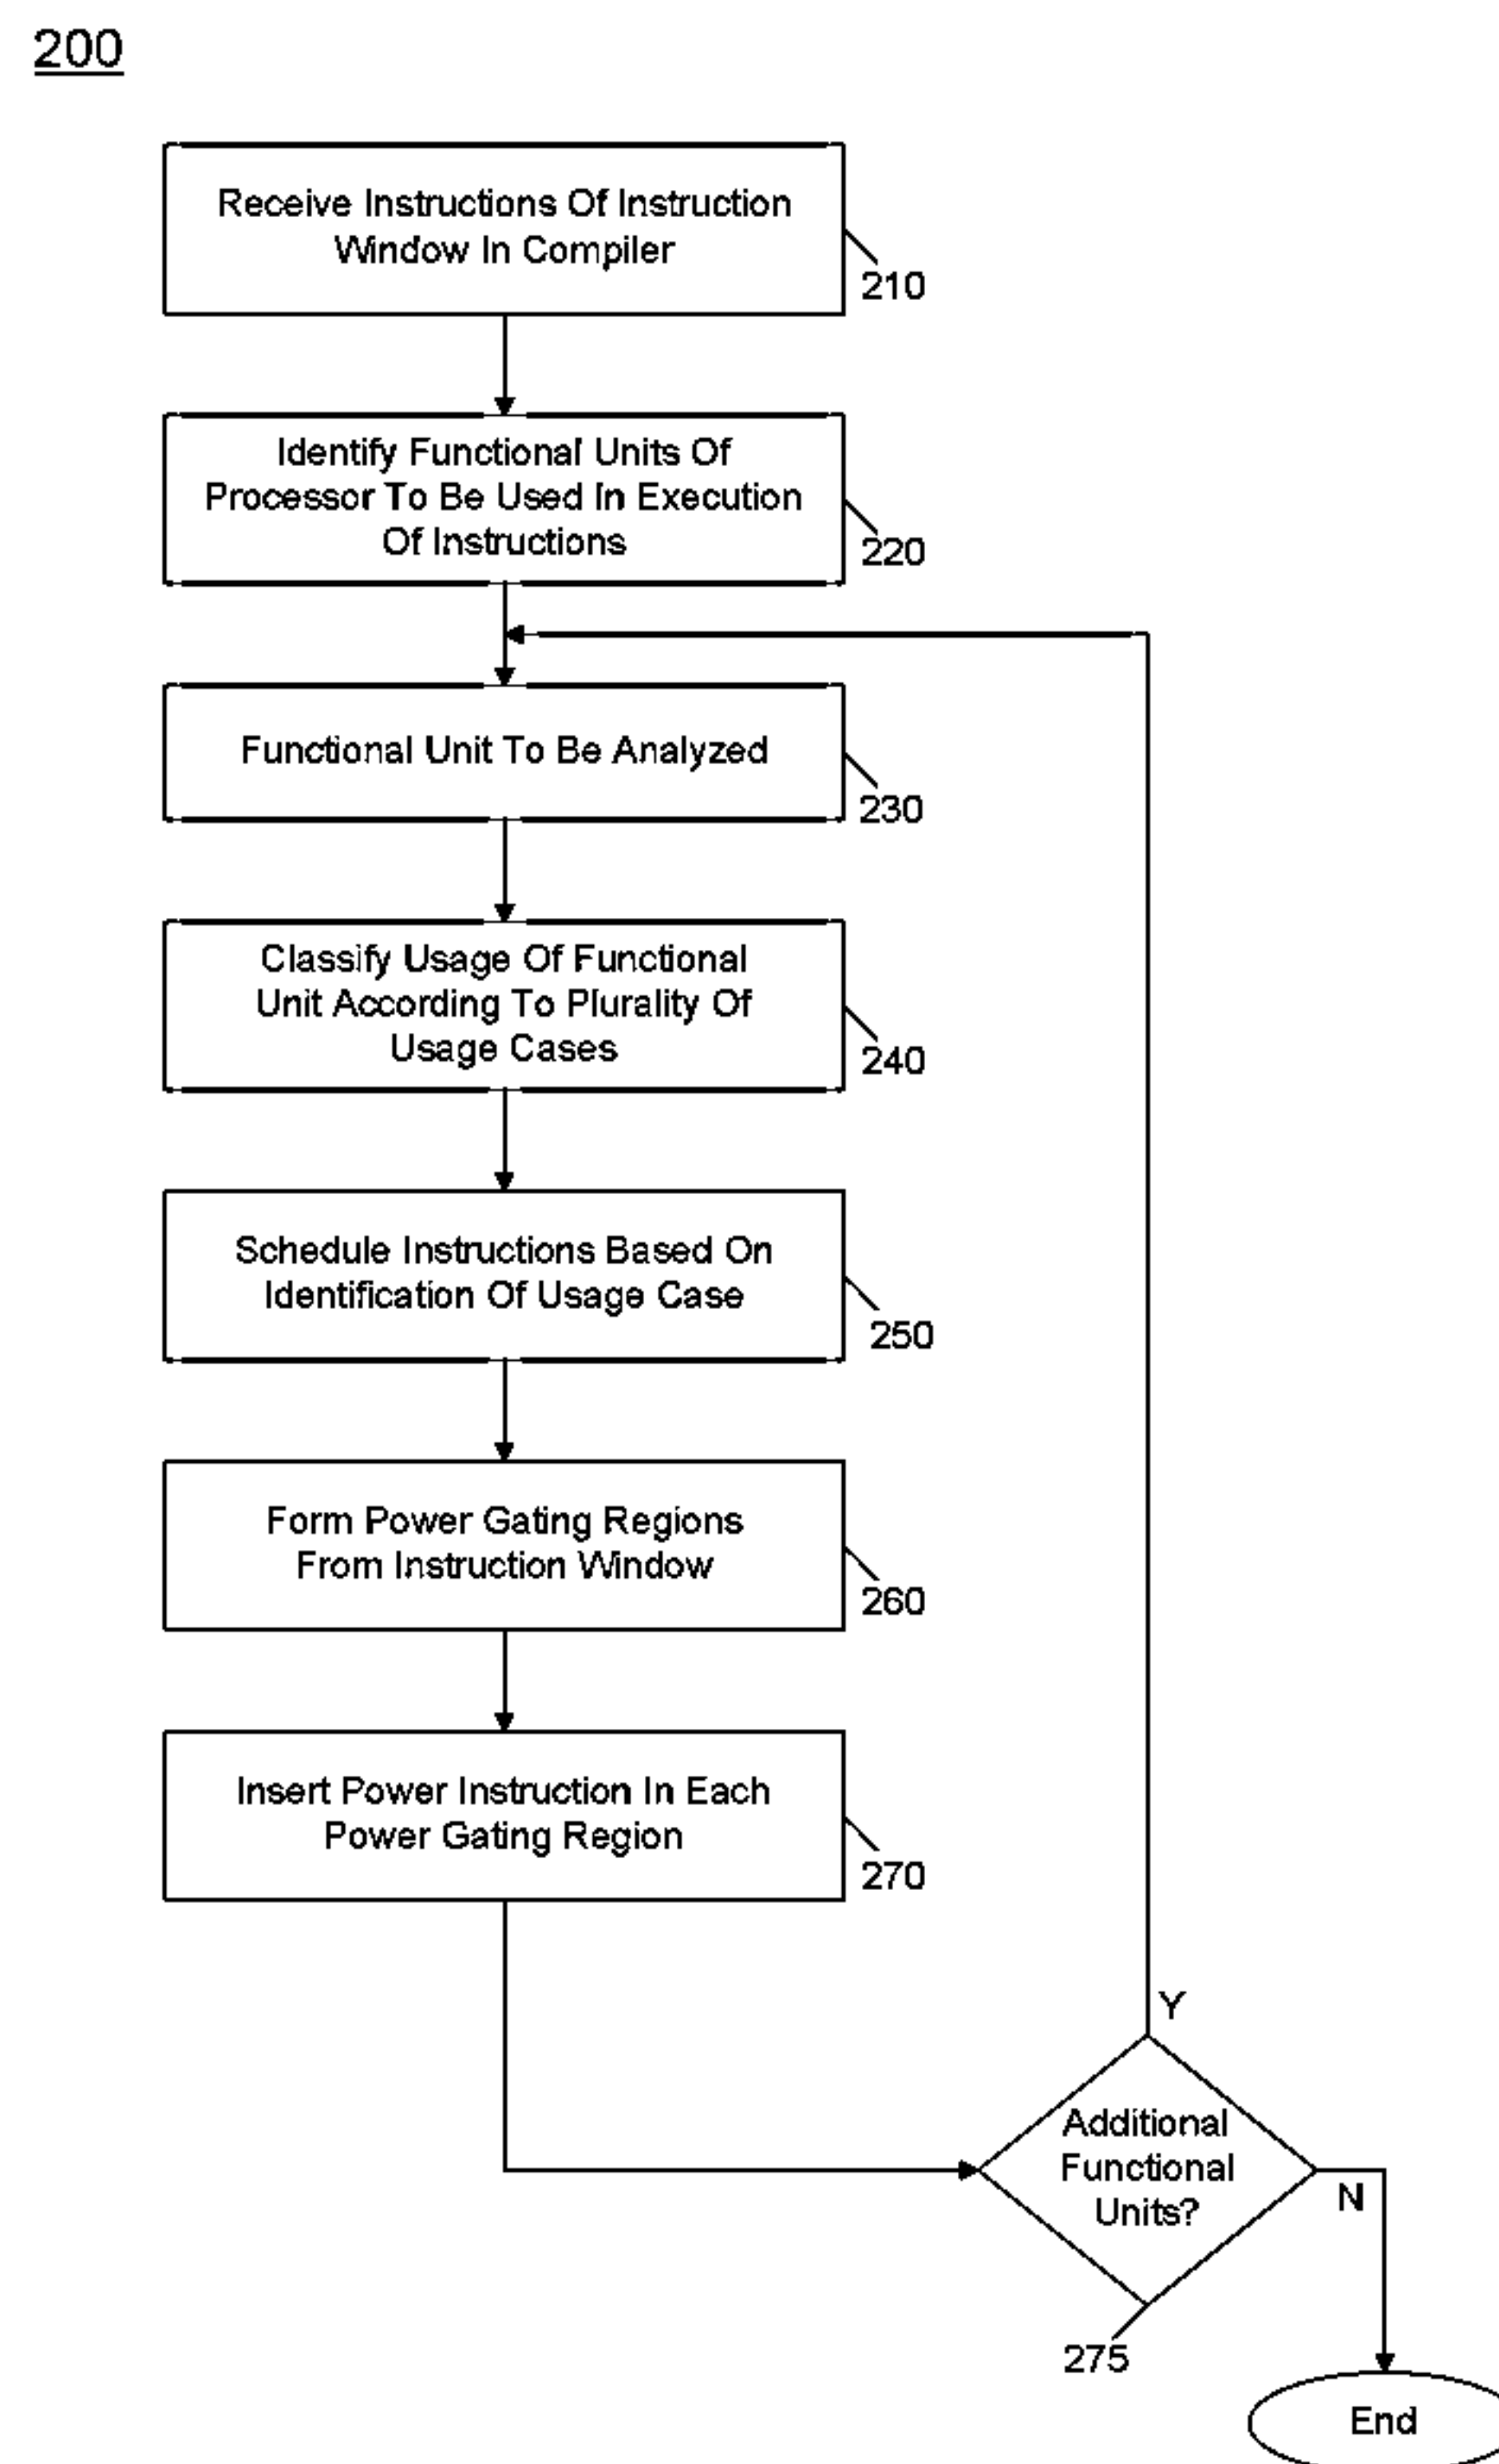 200
Receive Instructions Of Instruction
Window In Compiler
210
Identify Functional Units Of
Processor To Be Used In Execution
Of Instructions
220
Functional Unit To Be Analyzed
230
Classify Usage Of Functional
Unit According To Plurality Of
Usage Cases
240
Schedule Instructions Based On
Identification Of Usage Case
250
Form Power Gating Regions
From Instruction Window
260
Insert Power Instruction In Each
Power Gating Region
270
Y
Additional
Functional
Units?
N
275
End